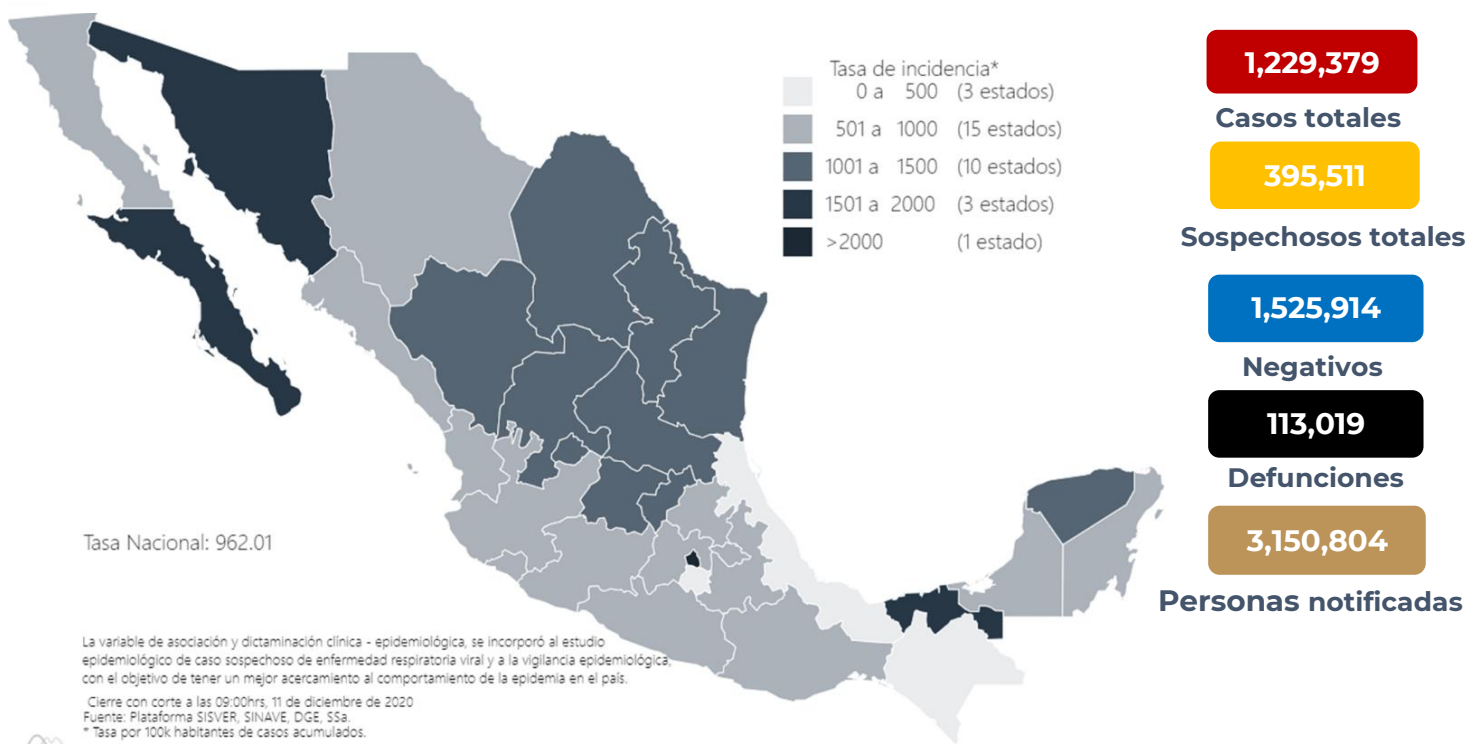 Tasa de incidencia*
0 a 500 (3 estados)
501 a 1000 (15 estados)
1001 a 1500 (10 estados)
1501 a 2000 (3 estados)
>2000 (1 estado)
1,229,379
Casos totales
395,511
Sospechosos totales
1,525,914
Negativos
113,019
Defunciones
3,150,804
Personas notificadas
Tasa Nacional: 962.01
La variable de asociación y dictaminación clínica - epidemiológica, se incorporó al estudio
epidemiológico de caso sospechoso de enfermedad respiratoria viral y a la vigilancia epidemiológica,
con el objetivo de tener un mejor acercamiento al comportamiento de la epidemia en el país.
Cierre con corte a las 09:00hrs, 11 de diciembre de 2020
Fuente: Plataforma SISVER, SINAVE, DGE, SSa.
* Tasa por 100k habitantes de casos acumulados.